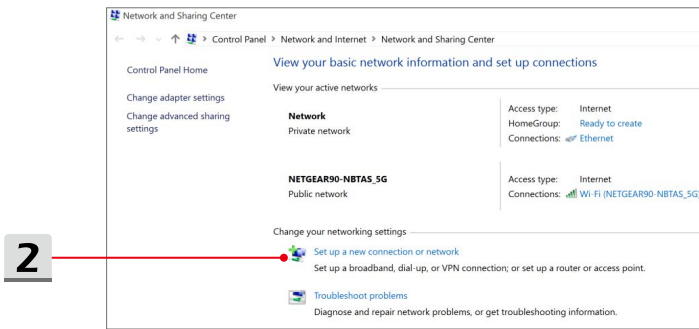 Network and Sharing Center
Control Panel > Network and Internet > Network and Sharing Center
Control Panel Home
Change adapter settings
Change advanced sharing
settings
View your basic network information and set up connections
View your active networks
Network
Private network
Access type: Internet
HomeGroup: Ready to create
Connections: Ethernet
NETGEAR90-NBTAS_5G
Public network
Access type: Internet
Connections: Wi-Fi (NETGEAR90-NBTAS_5G)
Change your networking settings
2
Set up a new connection or network
Set up a broadband, dial-up, or VPN connection; or set up a router or access point.
Troubleshoot problems
Diagnose and repair network problems, or get troubleshooting information.